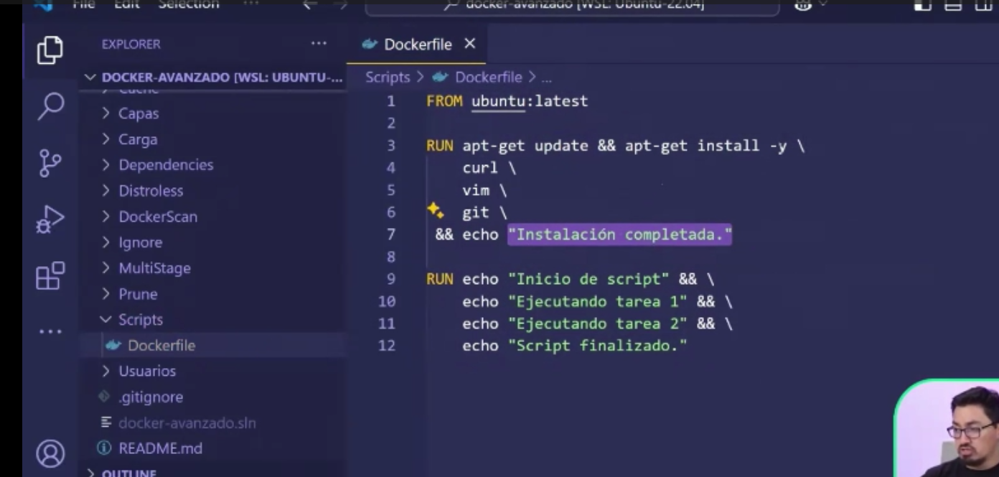 File Edit Selection ...
docker-avanzado [WSL: Ubuntu-22.04]
EXPLORER ...
DOCKER-AVANZADO [WSL: UBUNTU-...
Cache
Capas
Carga
Dependencies
Distroless
DockerScan
Ignore
MultiStage
Prune
Scripts
Dockerfile
Usuarios
.gitignore
docker-avanzado.sln
README.md
OUTLINE
Dockerfile
Scripts > Dockerfile > ...
1 FROM ubuntu:latest
2
3 RUN apt-get update && apt-get install -y \
4 curl \
5 vim \
6 git \
7 && echo "Instalación completada."
8
9 RUN echo "Inicio de script" && \
10 echo "Ejecutando tarea 1" && \
11 echo "Ejecutando tarea 2" && \
12 echo "Script finalizado."